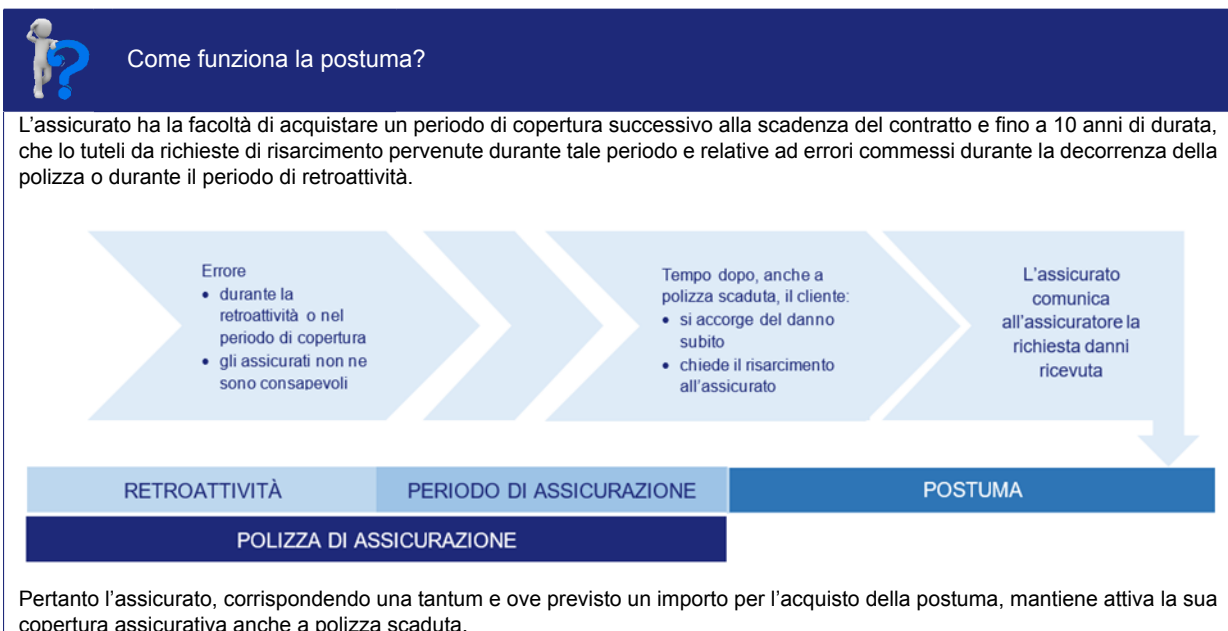 Come funziona la postuma?
L'assicurato ha la facoltà di acquistare un periodo di copertura successivo alla scadenza del contratto e fino a 10 anni di durata,
che lo tuteli da richieste di risarcimento pervenute durante tale periodo e relative ad errori commessi durante la decorrenza della
polizza o durante il periodo di retroattività.
Errore
• durante la
retroattività o nel
periodo di copertura
• gli assicurati non ne
sono consapevoli
Tempo dopo, anche a
polizza scaduta, il cliente:
• si accorge del danno
subito
• chiede il risarcimento
all'assicurato
L'assicurato
comunica
all'assicuratore la
richiesta danni
ricevuta
RETROATTIVITÀ
PERIODO DI ASSICURAZIONE
POSTUMA
POLIZZA DI ASSICURAZIONE
Pertanto l'assicurato, corrispondendo una tantum e ove previsto un importo per l'acquisto della postuma, mantiene attiva la sua
copertura assicurativa anche a polizza scaduta.